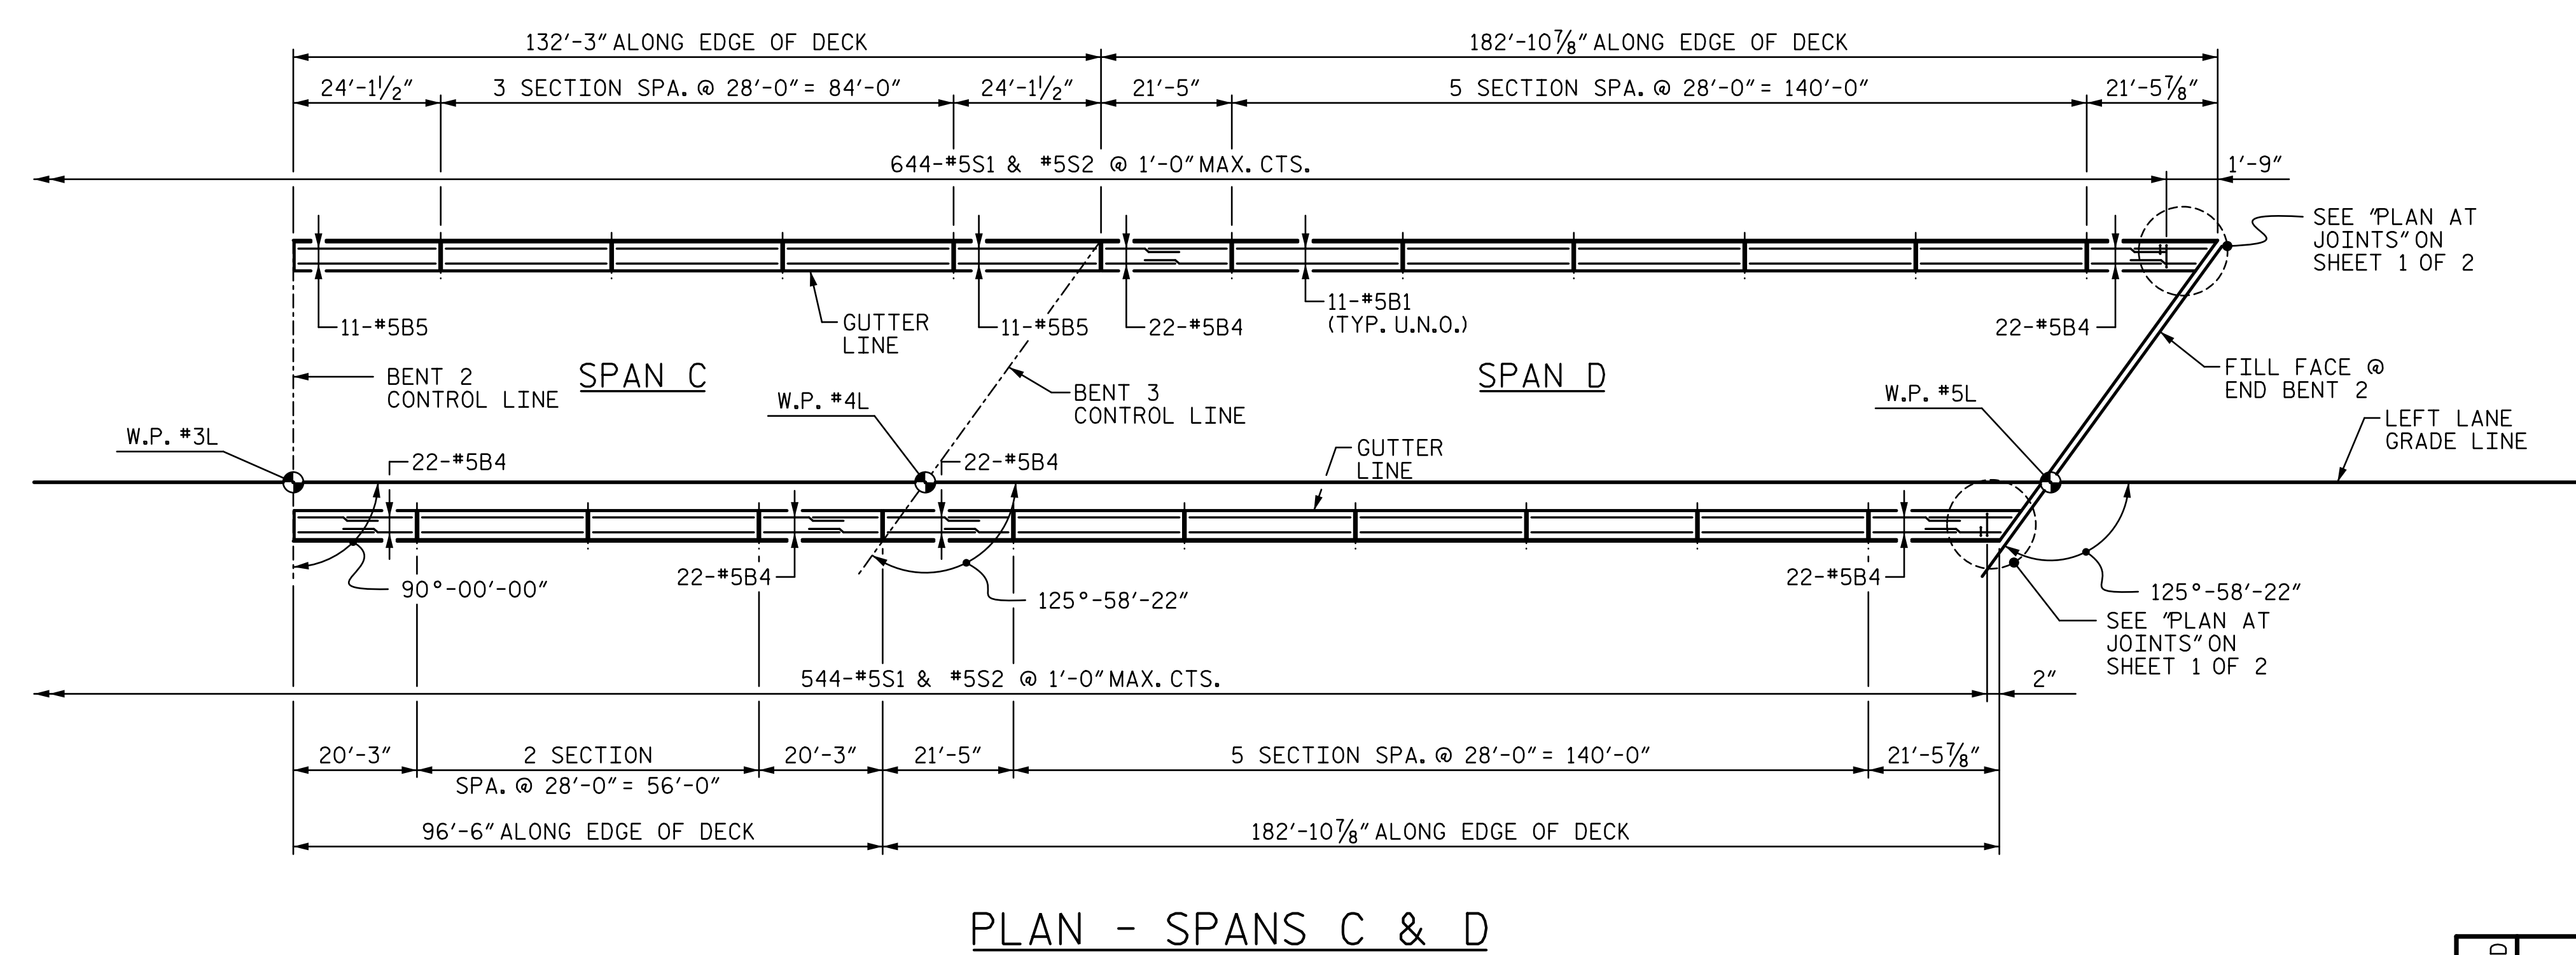 132'-3" ALONG EDGE OF DECK
182'-10⅞" ALONG EDGE OF DECK
24'-1½"
3 SECTION SPA. @ 28'-0" = 84'-0"
24'-1½"
21'-5"
5 SECTION SPA. @ 28'-0" = 140'-0"
21'-5⅞"
644-#5S1 & #5S2 @ 1'-0" MAX. CTS.
1'-9"
SEE "PLAN AT
JOINTS" ON
SHEET 1 OF 2
11-#5B5
GUTTER
LINE
11-#5B5
22-#5B4
11-#5B1
(TYP. U.N.O.)
22-#5B4
BENT 2
CONTROL LINE
SPAN C
W.P. #4L
BENT 3
CONTROL LINE
SPAN D
W.P. #5L
FILL FACE @
END BENT 2
LEFT LANE
GRADE LINE
W.P. #3L
22-#5B4
22-#5B4
GUTTER
LINE
90°-00'-00"
22-#5B4
125°-58'-22"
22-#5B4
125°-58'-22"
SEE "PLAN AT
JOINTS" ON
SHEET 1 OF 2
544-#5S1 & #5S2 @ 1'-0" MAX. CTS.
2"
20'-3"
2 SECTION
SPA. @ 28'-0" = 56'-0"
20'-3"
21'-5"
5 SECTION SPA. @ 28'-0" = 140'-0"
21'-5⅞"
96'-6" ALONG EDGE OF DECK
182'-10⅞" ALONG EDGE OF DECK
PLAN - SPANS C & D
D